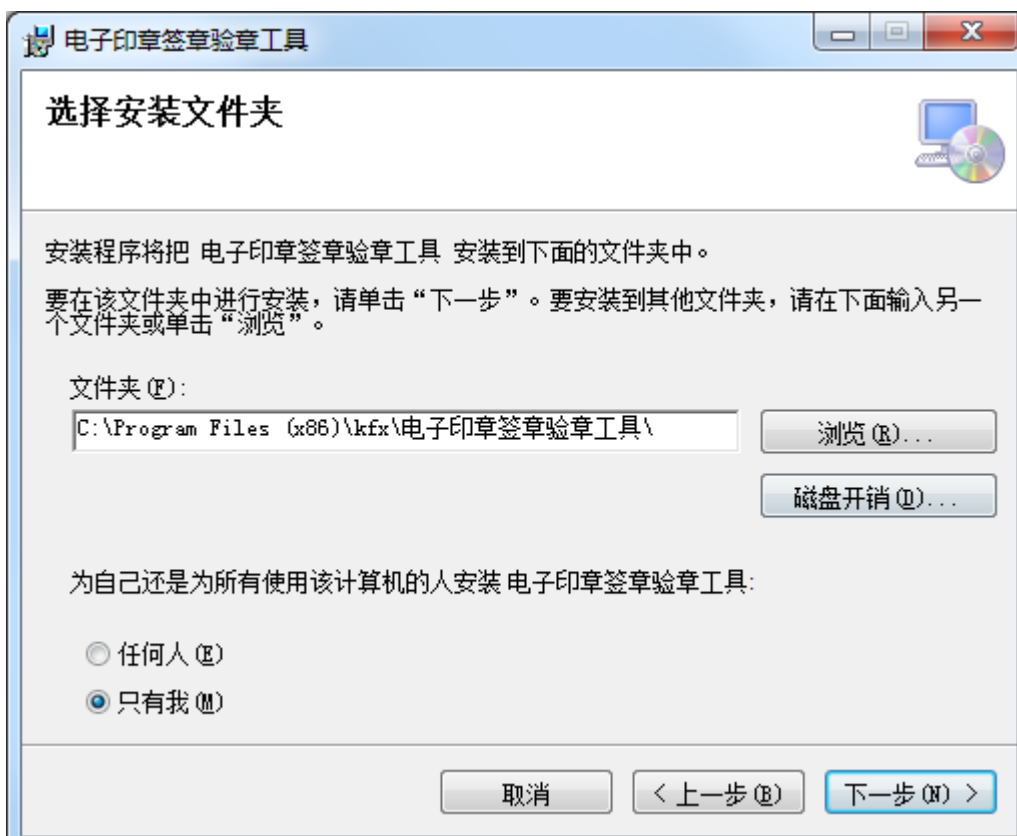 电子印章签章验章工具
选择安装文件夹
安装程序将把 电子印章签章验章工具 安装到下面的文件夹中。
要在该文件夹中进行安装，请单击“下一步”。要安装到其他文件夹，请在下面输入另一
个文件夹或单击“浏览”。
文件夹(F):
C:\Program Files (x86)\kfx\电子印章签章验章工具\
浏览(R)...
磁盘开销(D)...
为自己还是为所有使用该计算机的人安装 电子印章签章验章工具:
任何人(E)
只有我(M)
取消
< 上一步(B)
下一步(N) >